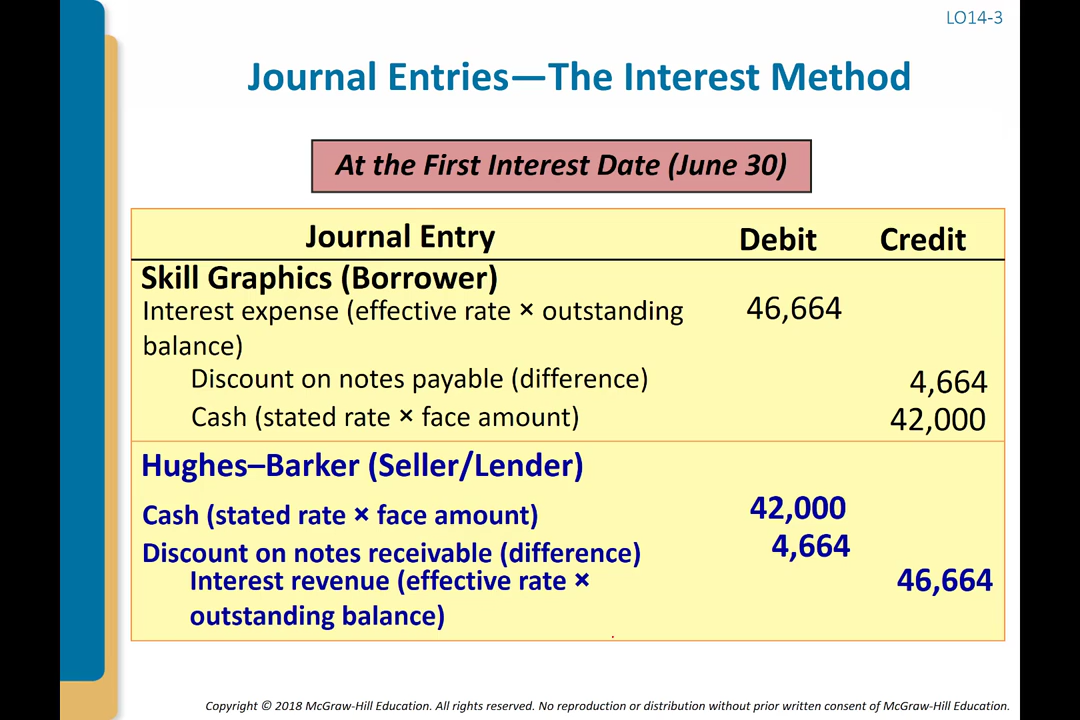 LO14-3
Journal Entries—The Interest Method
At the First Interest Date (June 30)
Journal Entry Debit Credit
Skill Graphics (Borrower)
Interest expense (effective rate × outstanding 46,664
balance)
Discount on notes payable (difference) 4,664
Cash (stated rate × face amount) 42,000
Hughes–Barker (Seller/Lender)
Cash (stated rate × face amount) 42,000
Discount on notes receivable (difference) 4,664
Interest revenue (effective rate × 46,664
outstanding balance)
Copyright © 2018 McGraw-Hill Education. All rights reserved. No reproduction or distribution without prior written consent of McGraw-Hill Education.